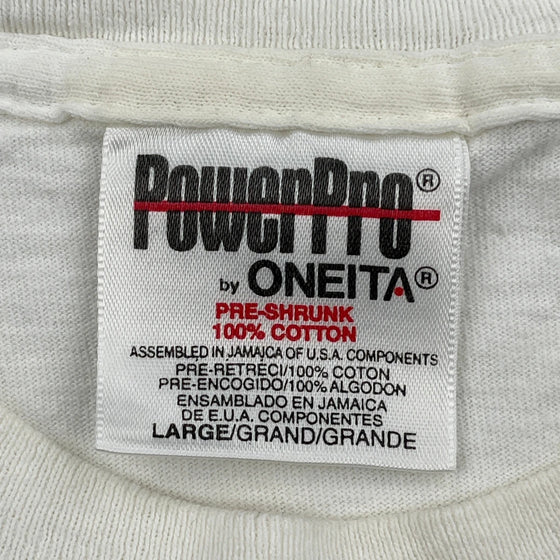 PowerPro®
by ONEITA®
PRE-SHRUNK
100% COTTON
ASSEMBLED IN JAMAICA OF U.S.A. COMPONENTS
PRE-RETRECI/100% COTON
PRE-ENCOGIDO/100% ALGODON
ENSAMBLADO EN JAMAICA
DE E.U.A. COMPONENTES
LARGE/GRAND/GRANDE